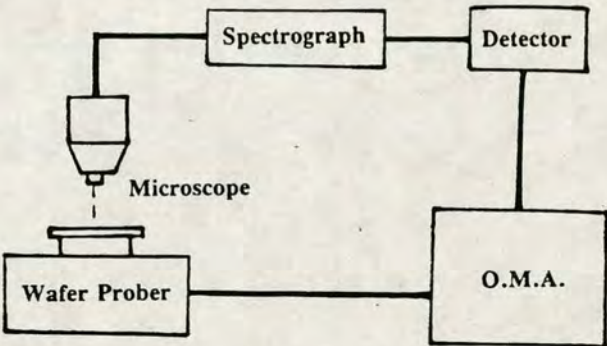 Spectrograph
Detector
Microscope
Wafer Prober
O.M.A.